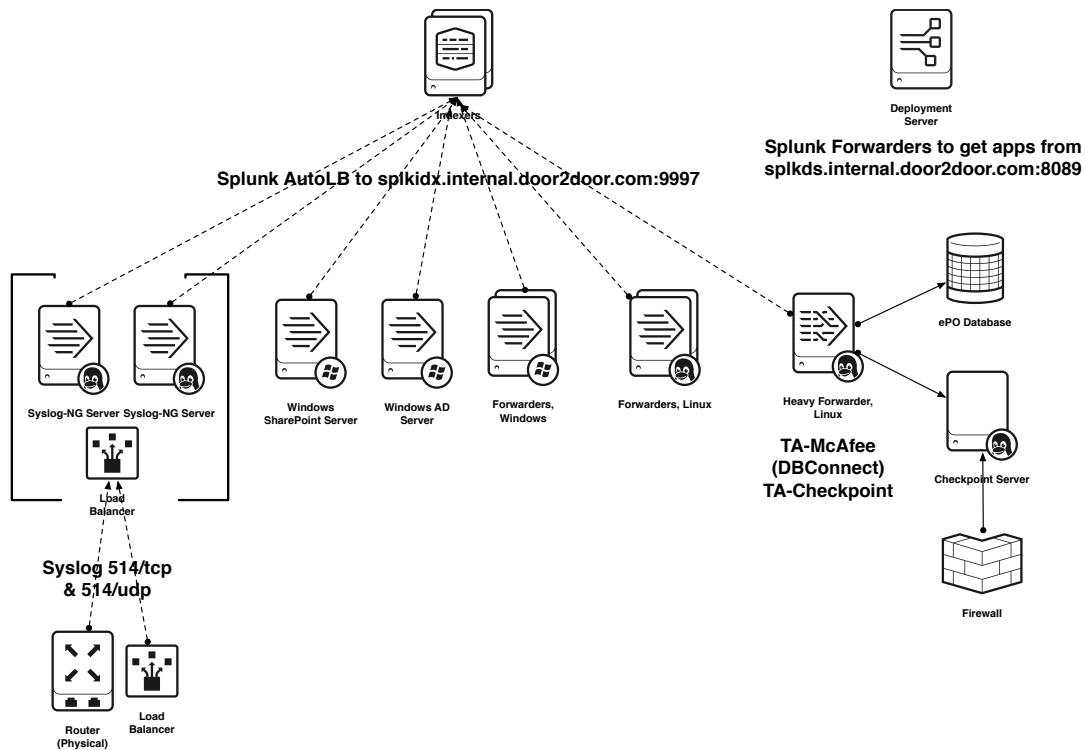 Indexers
Deployment
Server
Splunk Forwarders to get apps from
splkds.internal.door2door.com:8089
Splunk AutoLB to splkidx.internal.door2door.com:9997
ePO Database
Syslog-NG Server
Syslog-NG Server
Windows
SharePoint Server
Windows AD
Server
Forwarders,
Windows
Forwarders, Linux
Heavy Forwarder,
Linux
TA-McAfee
(DBConnect)
TA-Checkpoint
Checkpoint Server
Load
Balancer
Syslog 514/tcp
& 514/udp
Firewall
Router
(Physical)
Load
Balancer